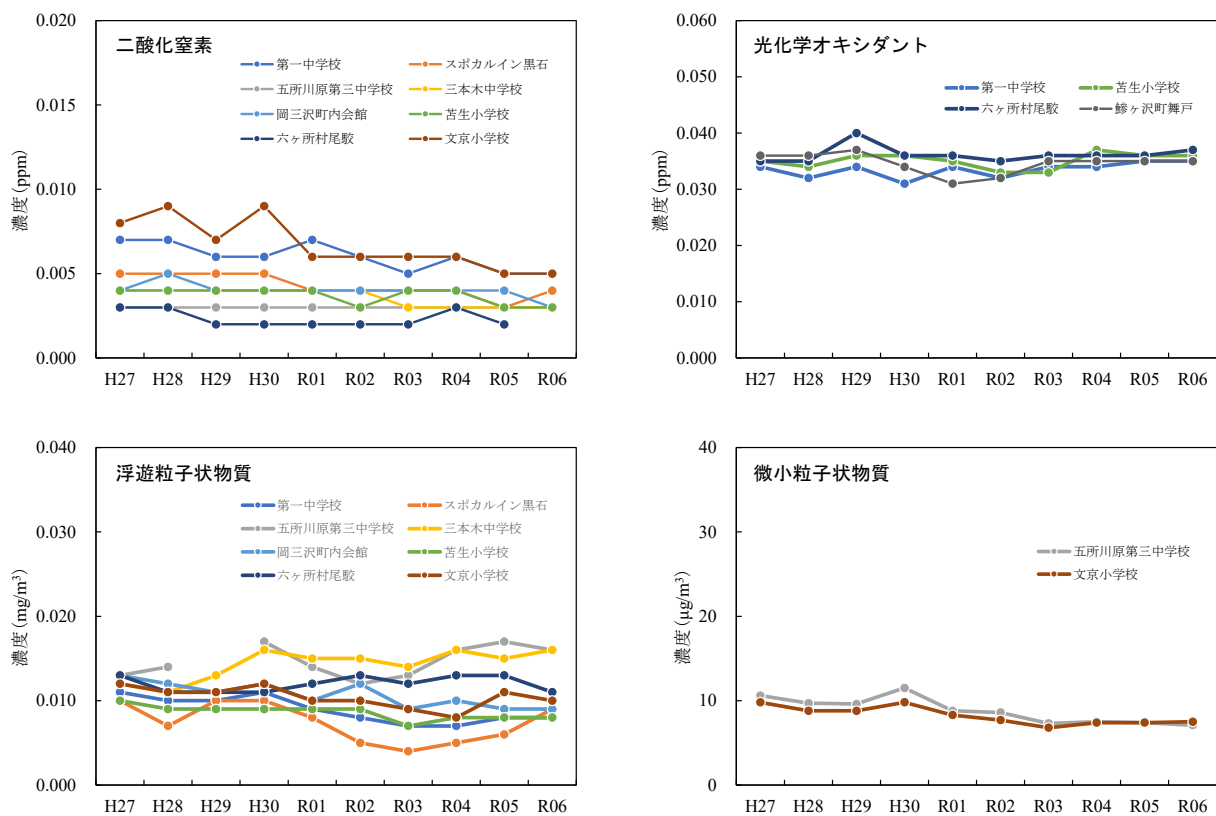 二酸化窒素
濃度(ppm)
0.020
0.015
0.010
0.005
0.000
第一中学校 スポカルイン黒石
五所川原第三中学校 三本木中学校
岡三沢町内会館 苫生小学校
六ヶ所村尾駮 文京小学校
H27 H28 H29 H30 R01 R02 R03 R04 R05 R06
光化学オキシダント
濃度(ppm)
0.060
0.050
0.040
0.030
0.020
0.010
0.000
第一中学校 苫生小学校
六ヶ所村尾駮 鰺ヶ沢町舞戸
H27 H28 H29 H30 R01 R02 R03 R04 R05 R06
浮遊粒子状物質
濃度(mg/m³)
0.040
0.030
0.020
0.010
0.000
第一中学校 スポカルイン黒石
五所川原第三中学校 三本木中学校
岡三沢町内会館 苫生小学校
六ヶ所村尾駮 文京小学校
H27 H28 H29 H30 R01 R02 R03 R04 R05 R06
微小粒子状物質
濃度(μg/m³)
40
30
20
10
0
五所川原第三中学校
文京小学校
H27 H28 H29 H30 R01 R02 R03 R04 R05 R06